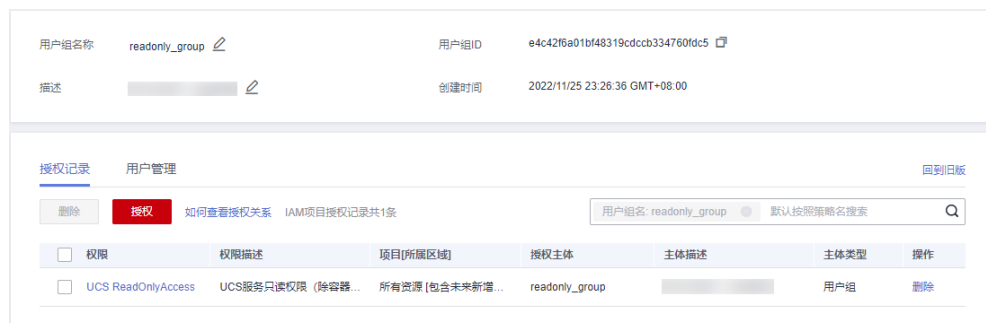 用户组名称 readonly_group 用户组ID e4c42f6a01bf48319cdccb334760fdc5
描述 创建时间 2022/11/25 23:26:36 GMT+08:00
授权记录 用户管理 回到旧版
删除 授权 如何查看授权关系 IAM项目授权记录共1条 用户组名: readonly_group 默认按照策略名搜索
权限 权限描述 项目[所属区域] 授权主体 主体描述 主体类型 操作
UCS ReadOnlyAccess UCS服务只读权限（除容器... 所有资源 [包含未来新增... readonly_group 用户组 删除